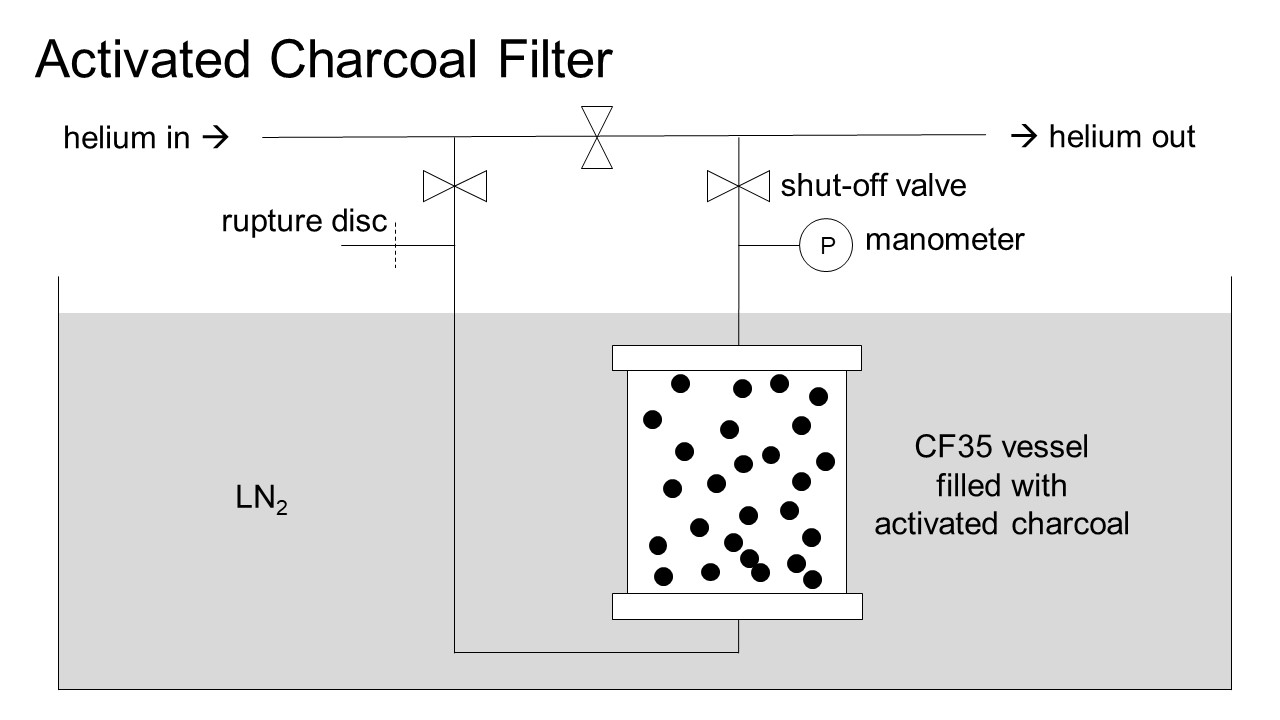 Activated Charcoal Filter
helium in →
→ helium out
shut-off valve
rupture disc
P
manometer
LN₂
CF35 vessel
filled with
activated charcoal